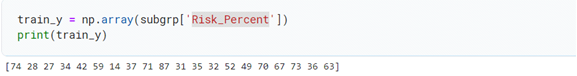 train_y = np.array(subgrp['Risk_Percent'])
print(train_y)
[74 28 27 34 42 59 14 37 71 87 31 35 32 52 49 70 67 73 36 63]